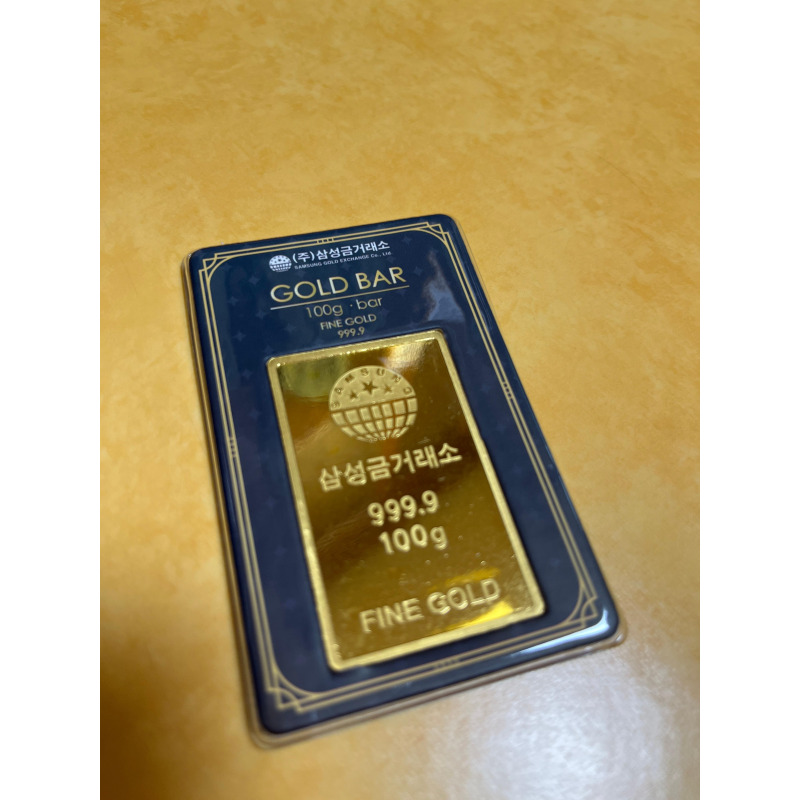 (주)삼성금거래소
SAMSUNG GOLD EXCHANGE Co., Ltd
GOLD BAR
100g · bar
FINE GOLD
999.9
SAMSUNG
삼성금거래소
999.9
100g
FINE GOLD